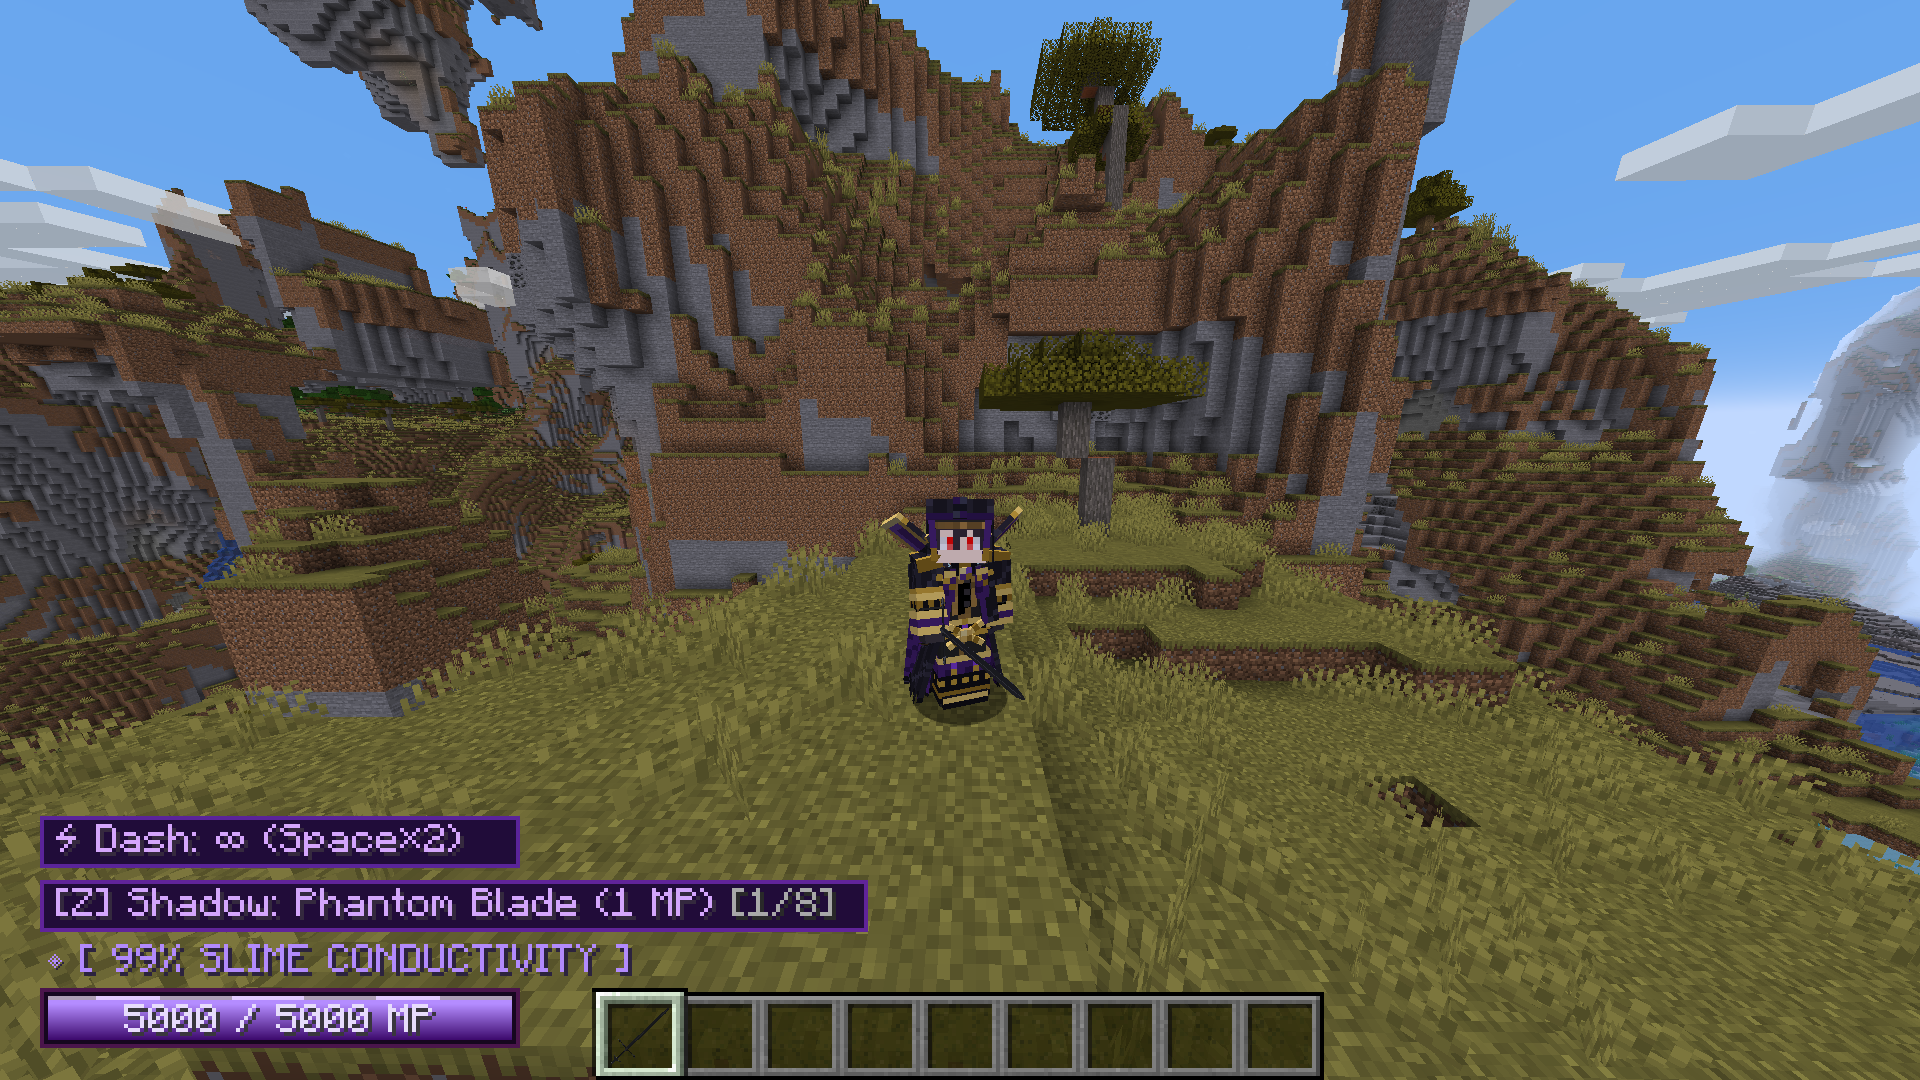 ⚡ Dash: ∞ (Space×2)
[Z] Shadow: Phantom Blade (1 MP) [1/8]
[ 99% SLIME CONDUCTIVITY ]
5000 / 5000 MP